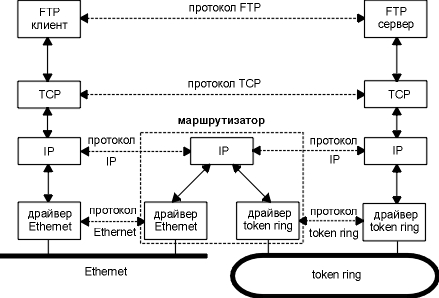 FTP
клиент
протокол FTP
FTP
сервер
TCP
протокол TCP
TCP
маршрутизатор
IP
протокол
IP
IP
протокол
IP
IP
драйвер
Ethernet
протокол
Ethernet
драйвер
Ethernet
драйвер
token ring
протокол
token ring
драйвер
token ring
Ethernet
token ring